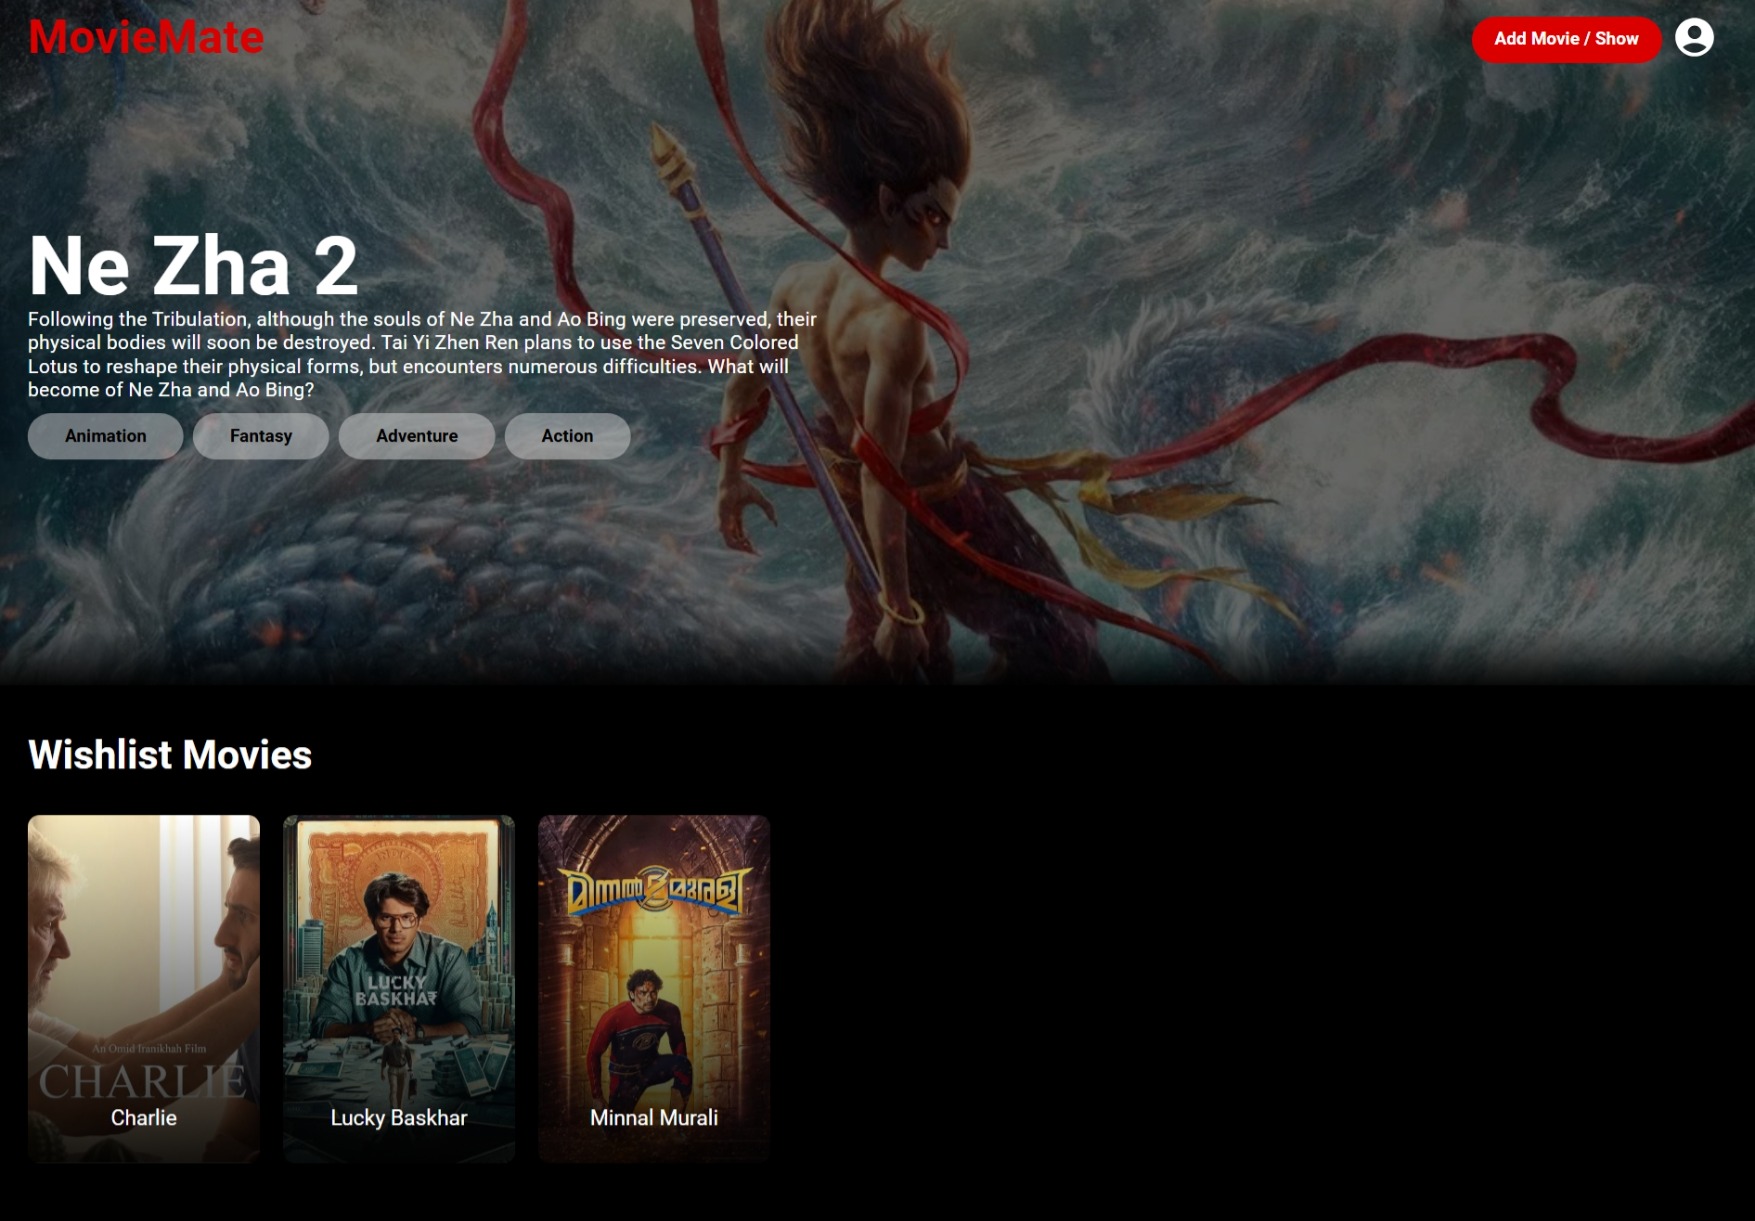 MovieMate
Add Movie / Show
Ne Zha 2
Following the Tribulation, although the souls of Ne Zha and Ao Bing were preserved, their
physical bodies will soon be destroyed. Tai Yi Zhen Ren plans to use the Seven Colored
Lotus to reshape their physical forms, but encounters numerous difficulties. What will
become of Ne Zha and Ao Bing?
Animation
Fantasy
Adventure
Action
Wishlist Movies
An Omid Iranikhah Film
CHARLIE
Charlie
LUCKY
BASKHAR
Lucky Baskhar
മിന്നൽ മുരളി
Minnal Murali